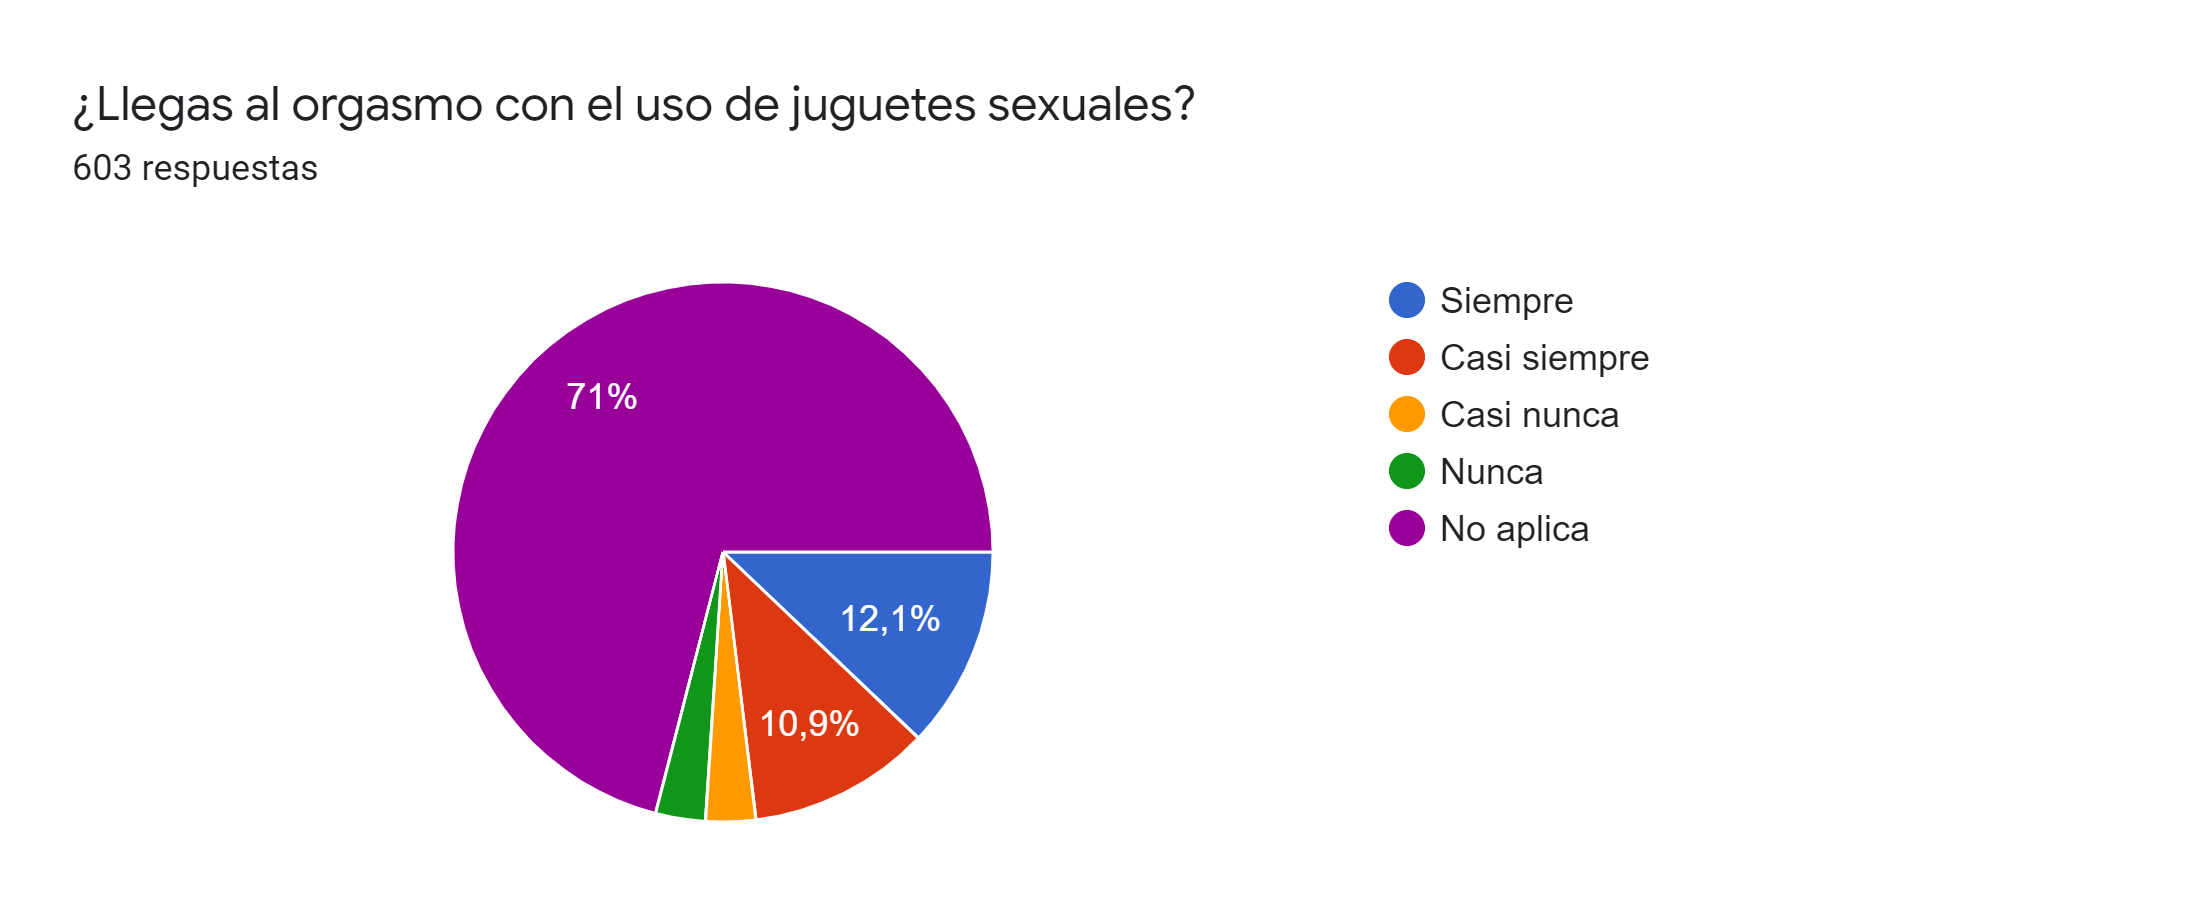 ¿Llegas al orgasmo con el uso de juguetes sexuales?
603 respuestas
71%
12,1%
10,9%
Siempre
Casi siempre
Casi nunca
Nunca
No aplica